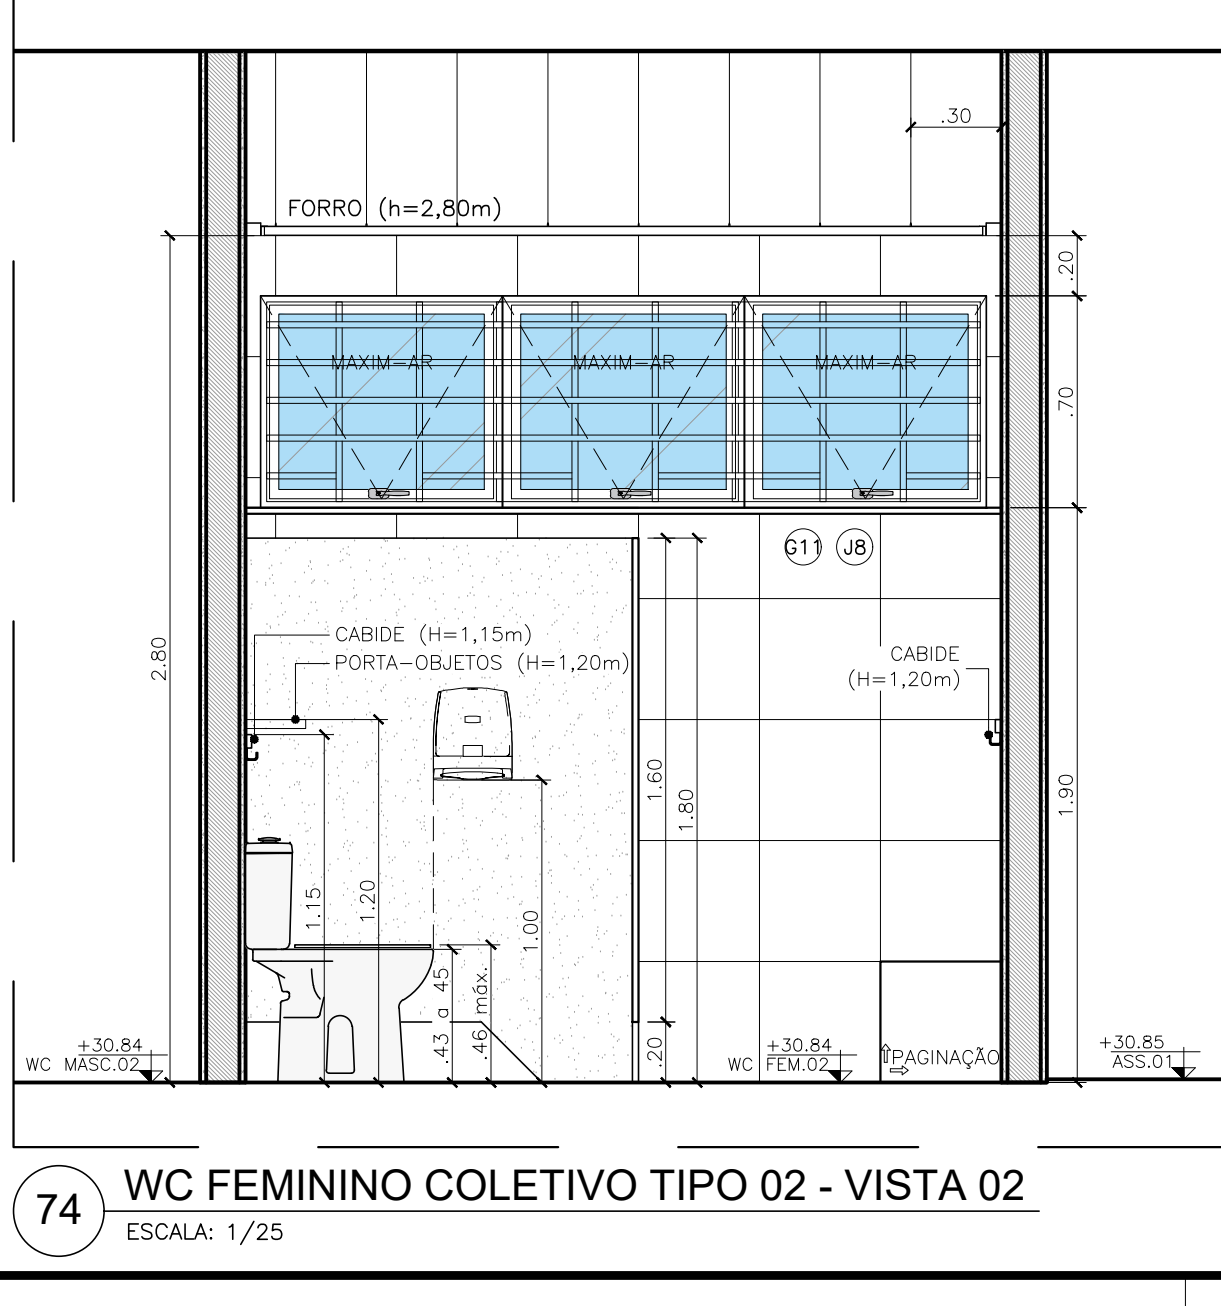 .30
FORRO (h=2,80m)
.20
MAXIM-AR
MAXIM-AR
MAXIM-AR
.70
G11
J8
2.80
CABIDE (H=1,15m)
PORTA-OBJETOS (H=1,20m)
CABIDE
(H=1,20m)
1.60
1.80
1.90
1.15
1.20
1.00
.43 a 45
.46 máx.
.20
+30.84
WC MASC.02
+30.84
WC FEM.02
PAGINAÇÃO
+30.85
ASS.01
74
WC FEMININO COLETIVO TIPO 02 - VISTA 02
ESCALA: 1/25